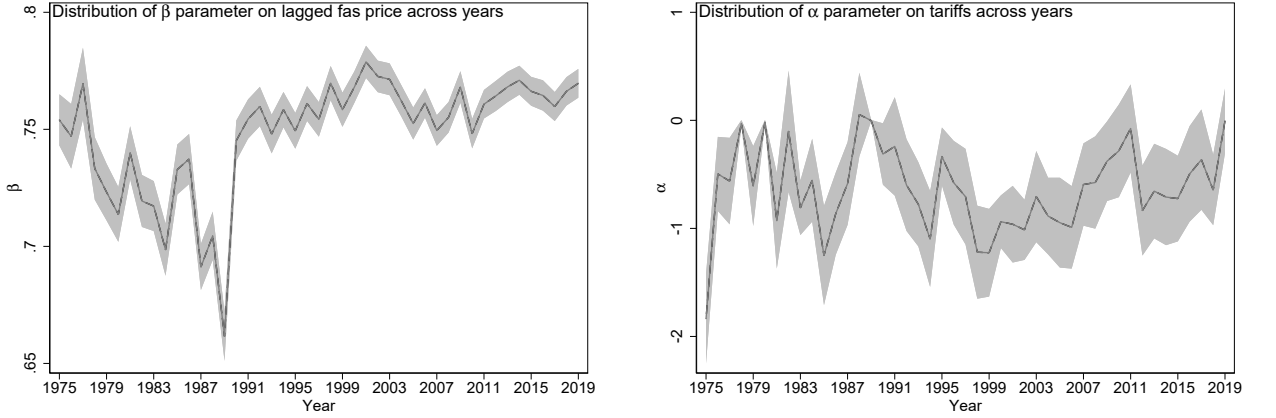 Distribution of β parameter on lagged fas price across years
.8
.75
.7
.65
β
1975 1979 1983 1987 1991 1995 1999 2003 2007 2011 2015 2019
Year
Distribution of α parameter on tariffs across years
1
0
-1
-2
α
1975 1979 1983 1987 1991 1995 1999 2003 2007 2011 2015 2019
Year